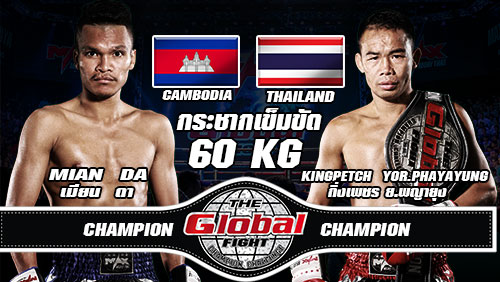 CAMBODIA
THAILAND
กระชากเข็มขัด
60 KG
MIAN DA
เมียน ดา
KINGPETCH YOR.PHAYAYUNG
กิ่งเพชร ย.พญายุง
CHAMPION
THE
Global
FIGHT
CHAMPION
Global
MAX